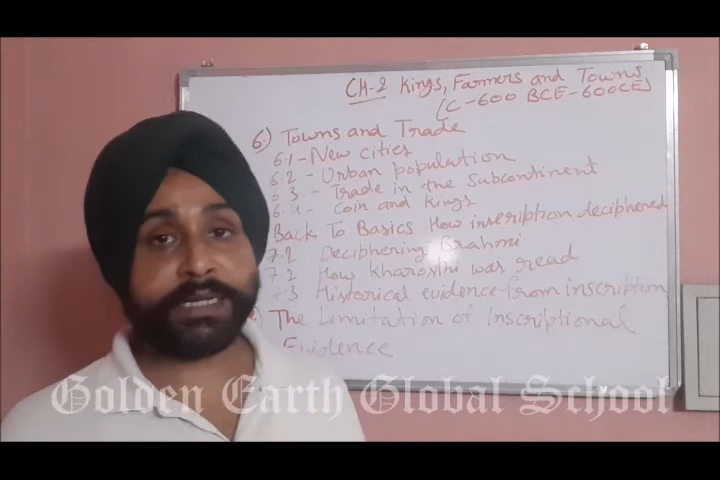 CH-2 Kings, Farmers and Towns
(C-600 BCE-600CE)
6.) Towns and Trade
6.1 - New cities
6.2 - Urban population
6.3 - Trade in the Subcontinent
6.4 - Coin and Kings
Back To Basics How inscription deciphered
7.1 Deciphering Brahmi
7.2 How Kharosthi was read
7.3 Historical evidence from inscription
The Limitation of Inscriptional
Evidence
Golden Earth Global School